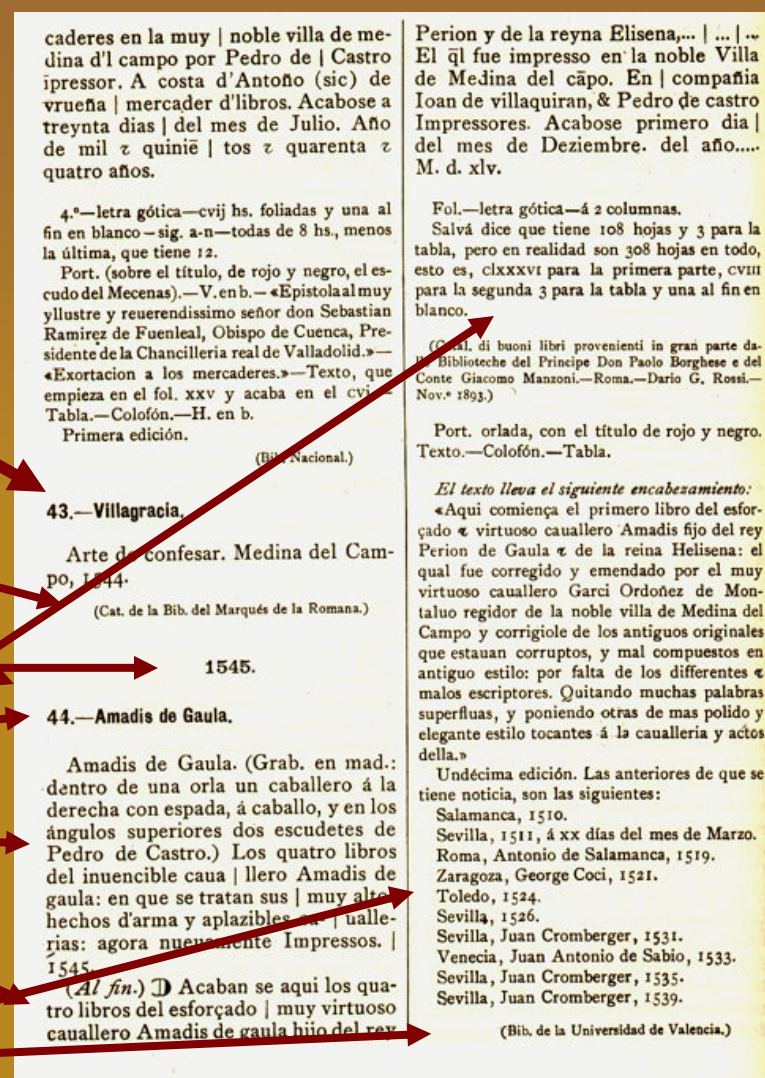 caderes en la muy | noble villa de me-
dina d'l campo por Pedro de | Castro
īpressor. A costa d'Antoño (sic) de
vrueña | mercader d'libros. Acabose a
treynta dias | del mes de Julio. Año
de mil ⁊ quiniē | tos ⁊ quarenta ⁊
quatro años.
4.º—letra gótica—cvij hs. foliadas y una al
fin en blanco—sig. a-n—todas de 8 hs., menos
la última, que tiene 12.
Port. (sobre el título, de rojo y negro, el es-
cudo del Mecenas).—V. en b.—«Epistola al muy
yllustre y reuerendissimo señor don Sebastian
Ramirez de Fuenleal, Obispo de Cuenca, Pre-
sidente de la Chancilleria real de Valladolid.»—
«Exortacion a los mercaderes.»—Texto, que
empieza en el fol. xxv y acaba en el cvj.—
Tabla.—Colofón.—H. en b.
Primera edición.
(Bib. Nacional.)
43.—Villagracia.
Arte de confesar. Medina del Cam-
po, 1544.
(Cat. de la Bib. del Marqués de la Romana.)
1545.
44.—Amadis de Gaula.
Amadis de Gaula. (Grab. en mad.:
dentro de una orla un caballero á la
derecha con espada, á caballo, y en los
ángulos superiores dos escudetes de
Pedro de Castro.) Los quatro libros
del inuencible caua | llero Amadis de
gaula: en que se tratan sus | muy altos
hechos d'arma y aplazibles ca- | ualle-
rias: agora nueuamente Impressos. |
1545.
(Al fin.) Acaban se aqui los qua-
tro libros del esforçado | muy virtuoso
cauallero Amadis de gaula hijo del rey
Perion y de la reyna Elisena,... | ... | ...
El q̄l fue impresso en la noble Villa
de Medina del cāpo. En | compañia
Ioan de villaquiran, & Pedro de castro
Impressores. Acabose primero dia |
del mes de Deziembre. del año.....
M. d. xlv.
Fol.—letra gótica—á 2 columnas.
Salvá dice que tiene 108 hojas y 3 para la
tabla, pero en realidad son 308 hojas en todo,
esto es, clxxxvi para la primera parte, cviii
para la segunda 3 para la tabla y una al fin en
blanco.
(Catal. di buoni libri provenienti in gran parte da-
lle Biblioteche del Principe Don Paolo Borghese e del
Conte Giacomo Manzoni.—Roma.—Dario G. Rossi.—
Nov.e 1893.)
Port. orlada, con el título de rojo y negro.
Texto.—Colofón.—Tabla.
El texto lleva el siguiente encabezamiento:
«Aqui comiença el primero libro del esfor-
çado ⁊ virtuoso cauallero Amadis fijo del rey
Perion de Gaula ⁊ de la reina Helisena: el
qual fue corregido y emendado por el muy
virtuoso cauallero Garci Ordoñez de Mon-
taluo regidor de la noble villa de Medina del
Campo y corrigiole de los antiguos originales
que estauan corruptos, y mal compuestos en
antiguo estilo: por falta de los differentes ⁊
malos escriptores. Quitando muchas palabras
superfluas, y poniendo otras de mas polido y
elegante estilo tocantes á la caualleria y actos
della.»
Undécima edición. Las anteriores de que se
tiene noticia, son las siguientes:
Salamanca, 1510.
Sevilla, 1511, á xx días del mes de Marzo.
Roma, Antonio de Salamanca, 1519.
Zaragoza, George Coci, 1521.
Toledo, 1524.
Sevilla, 1526.
Sevilla, Juan Cromberger, 1531.
Venecia, Juan Antonio de Sabio, 1533.
Sevilla, Juan Cromberger, 1535.
Sevilla, Juan Cromberger, 1539.
(Bib. de la Universidad de Valencia.)